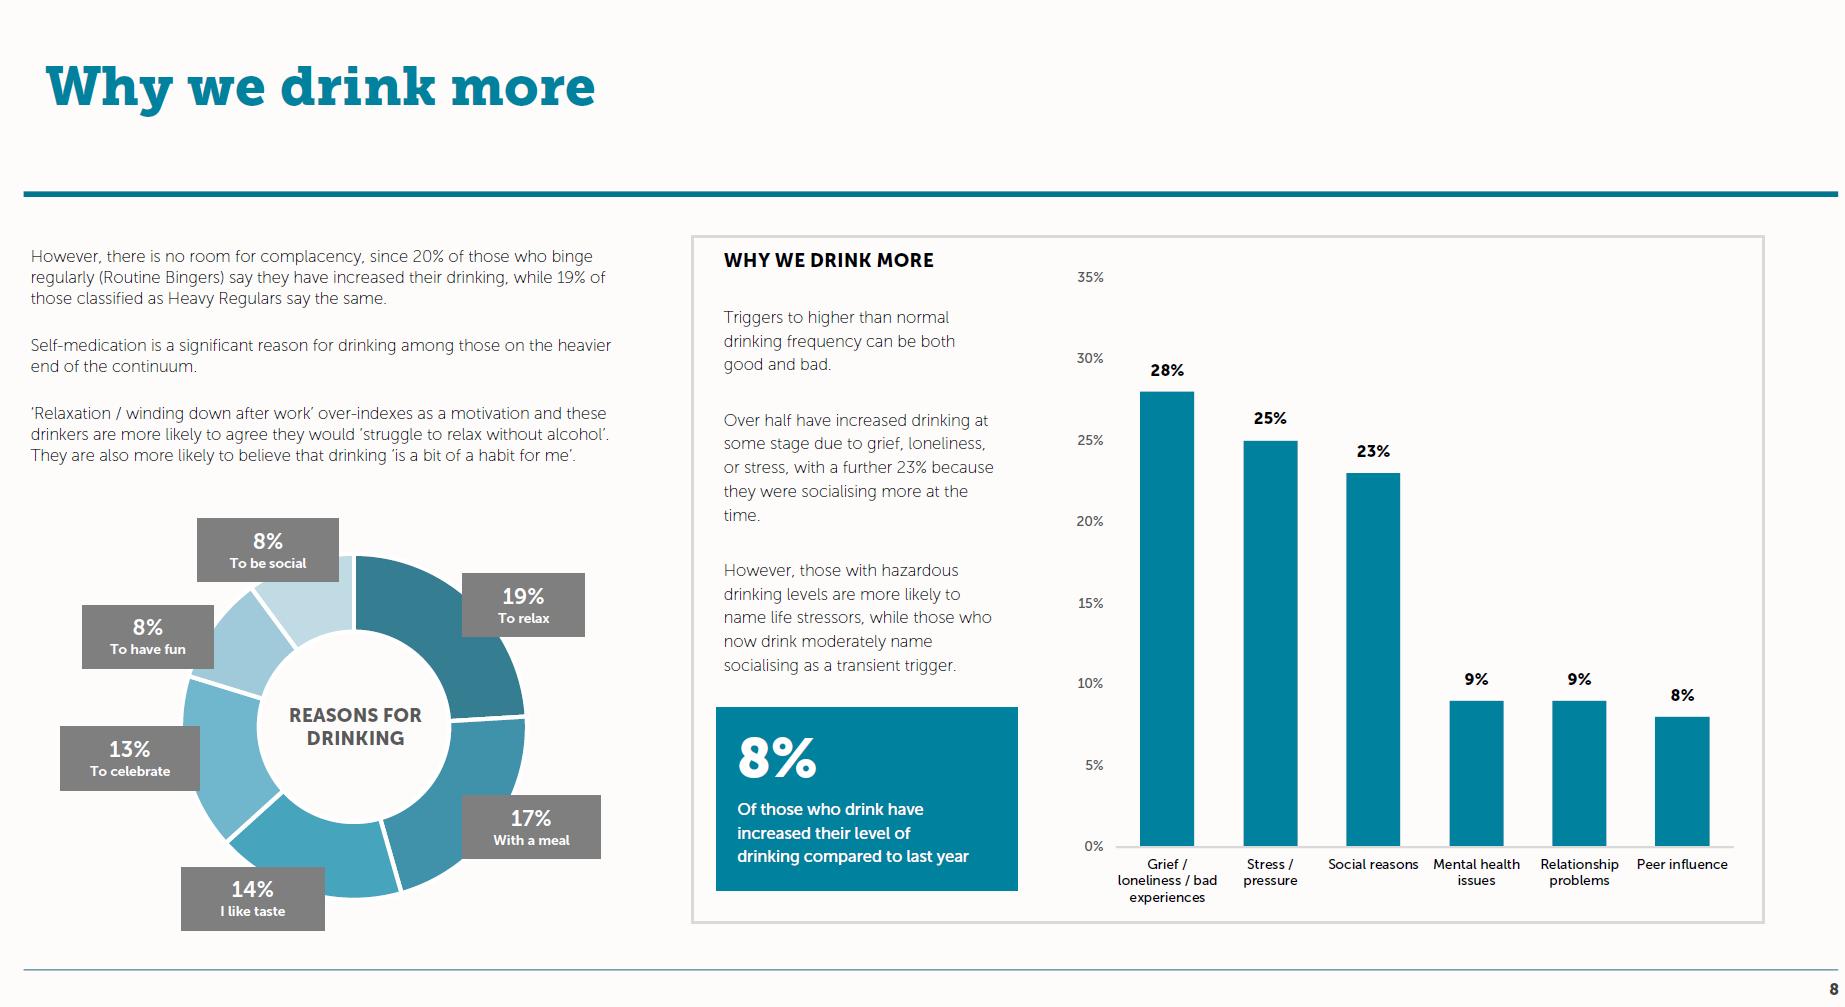 Why we drink more
However, there is no room for complacency, since 20% of those who binge
regularly (Routine Bingers) say they have increased their drinking, while 19% of
those classified as Heavy Regulars say the same.
Self-medication is a significant reason for drinking among those on the heavier
end of the continuum.
'Relaxation / winding down after work' over-indexes as a motivation and these
drinkers are more likely to agree they would 'struggle to relax without alcohol'.
They are also more likely to believe that drinking 'is a bit of a habit for me'.
8%
To be social
19%
To relax
8%
To have fun
REASONS FOR
DRINKING
13%
To celebrate
17%
With a meal
14%
I like taste
WHY WE DRINK MORE
Triggers to higher than normal
drinking frequency can be both
good and bad.
Over half have increased drinking at
some stage due to grief, loneliness,
or stress, with a further 23% because
they were socialising more at the
time.
However, those with hazardous
drinking levels are more likely to
name life stressors, while those who
now drink moderately name
socialising as a transient trigger.
8%
Of those who drink have
increased their level of
drinking compared to last year
35%
30%
25%
20%
15%
10%
5%
0%
28%
25%
23%
9%
9%
8%
Grief /
loneliness / bad
experiences
Stress /
pressure
Social reasons
Mental health
issues
Relationship
problems
Peer influence
8